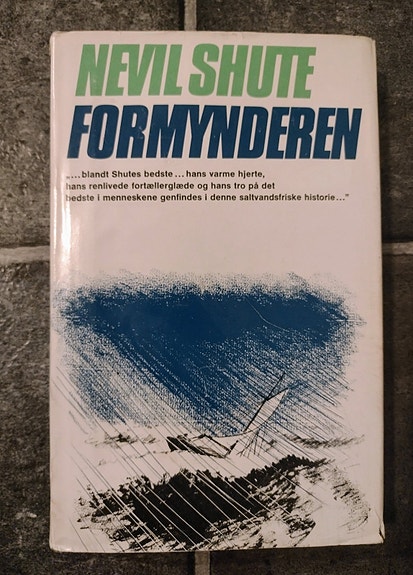 NEVIL SHUTE
FORMYNDEREN
„... blandt Shutes bedste ... hans varme hjerte,
hans renlivede fortællerglæde og hans tro på det
bedste i menneskene genfindes i denne saltvandsfriske historie ..."